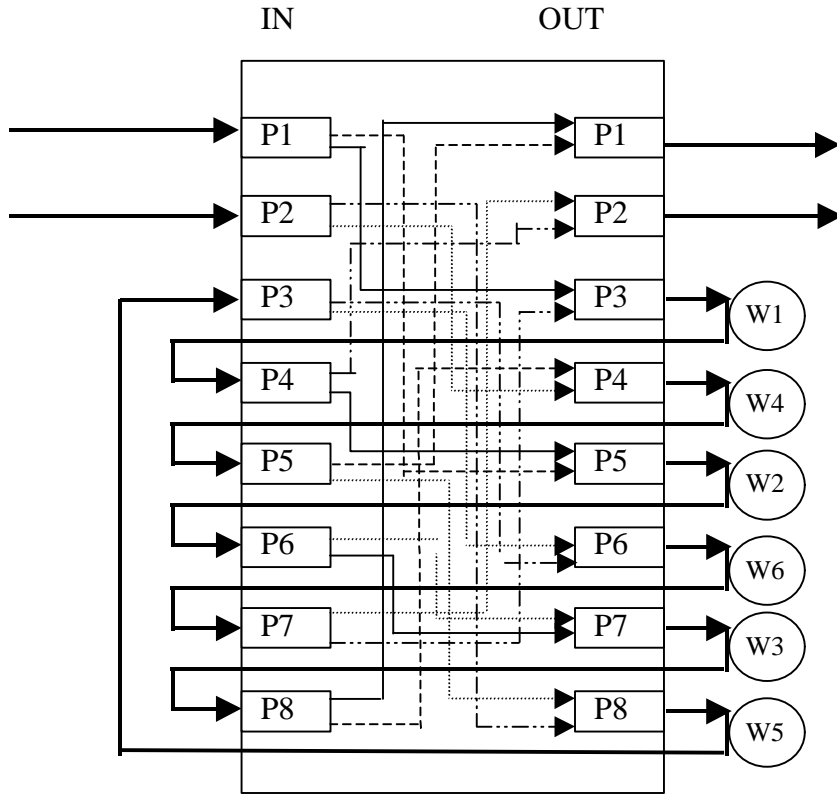 IN OUT
P1 P1
P2 P2
P3 P3 W1
P4 P4 W4
P5 P5 W2
P6 P6 W6
P7 P7 W3
P8 P8 W5